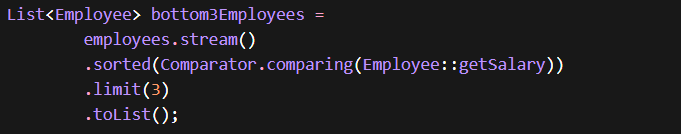 List<Employee> bottom3Employees =
        employees.stream()
        .sorted(Comparator.comparing(Employee::getSalary))
        .limit(3)
        .toList();